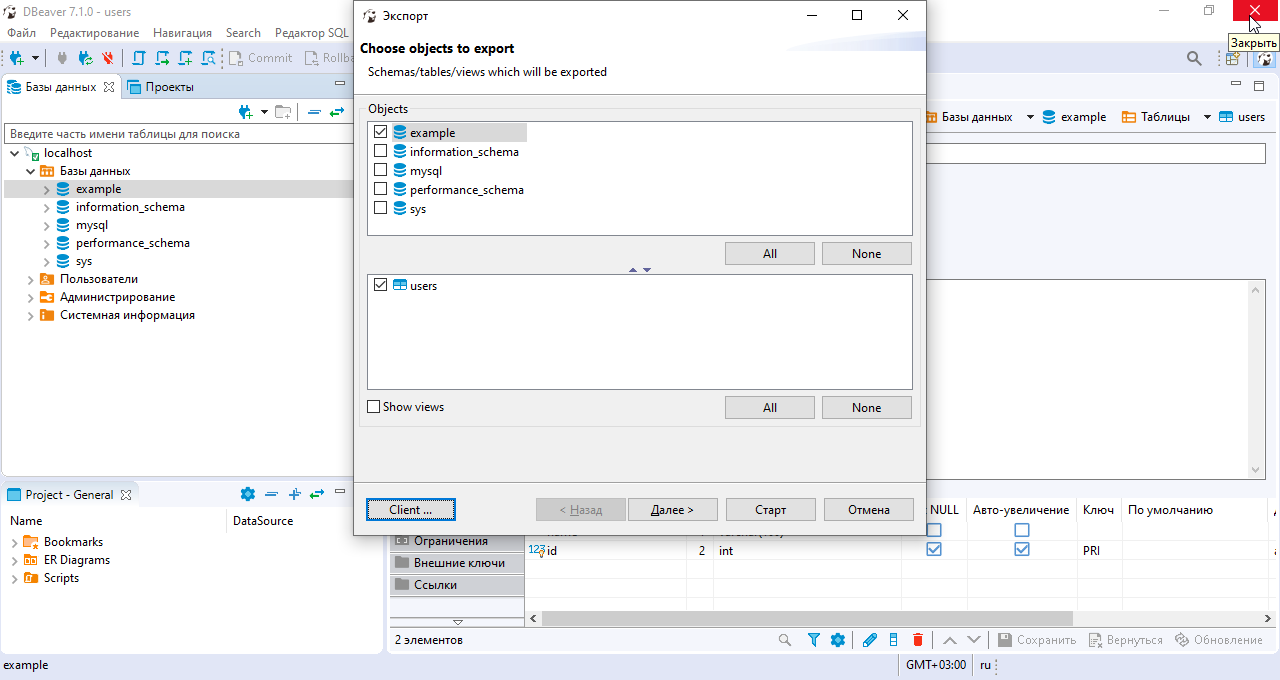 DBeaver 7.1.0 - users
Файл Редактирование Навигация Search Редактор SQL
Commit Rollba
Закрыть
Базы данных Проекты
Введите часть имени таблицы для поиска
localhost
Базы данных
example
information_schema
mysql
performance_schema
sys
Пользователи
Администрирование
Системная информация
Project - General
Name DataSource
Bookmarks
ER Diagrams
Scripts
Экспорт
Choose objects to export
Schemas/tables/views which will be exported
Objects
example
information_schema
mysql
performance_schema
sys
All None
users
Show views
All None
Client ... < Назад Далее > Старт Отмена
Базы данных example Таблицы users
NULL Авто-увеличение Ключ По умолчанию
Ограничения
Внешние ключи
Ссылки
123 id 2 int PRI
2 элементов
Сохранить Вернуться Обновление
example GMT+03:00 ru